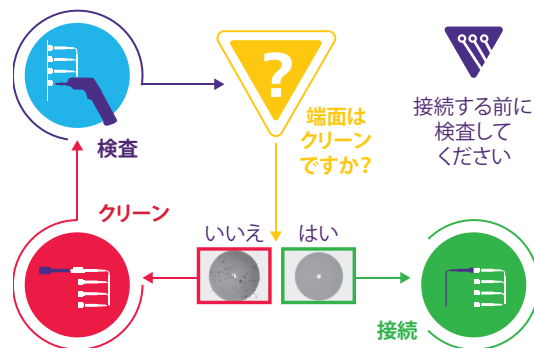 検査
?
端面は
クリーン
ですか?
接続する前に
検査して
ください
クリーン
いいえ
はい
接続